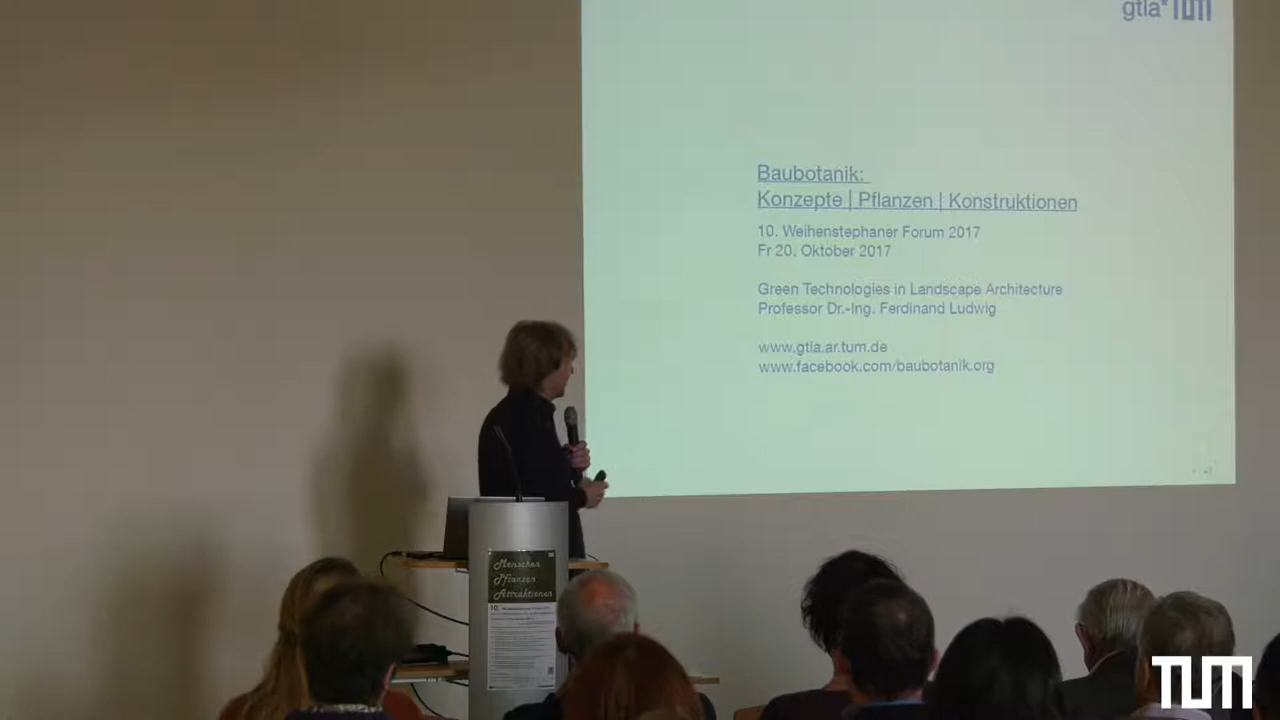 gtla* TUM
Baubotanik:
Konzepte | Pflanzen | Konstruktionen
10. Weihenstephaner Forum 2017
Fr 20. Oktober 2017
Green Technologies in Landscape Architecture
Professor Dr.-Ing. Ferdinand Ludwig
www.gtla.ar.tum.de
www.facebook.com/baubotanik.org
Menschen
Pflanzen
Attraktionen
10.
TUM